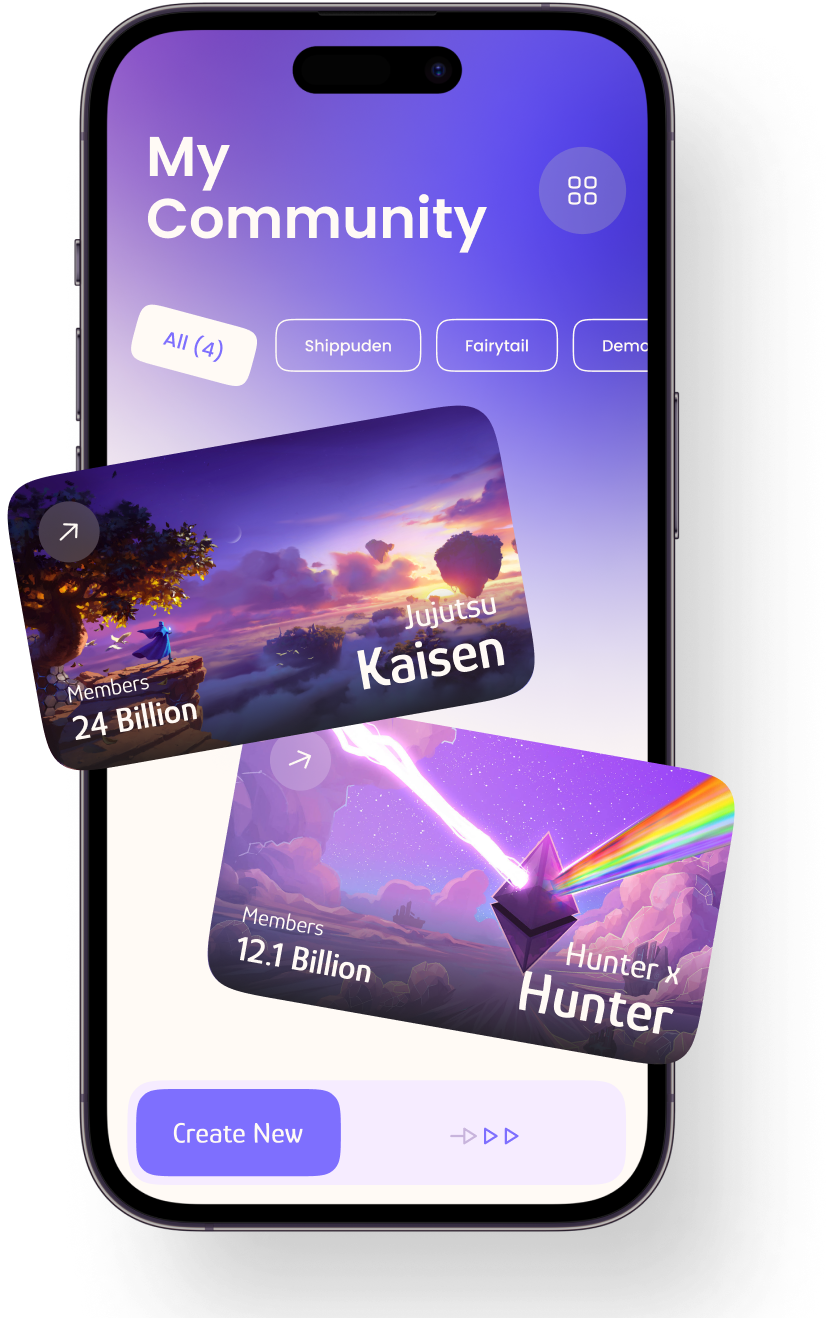 My
Community
All (4)
Shippuden
Fairytail
Jujutsu
Kaisen
Members
24 Billion
Members
12.1 Billion
Hunter x
Hunter
Create New